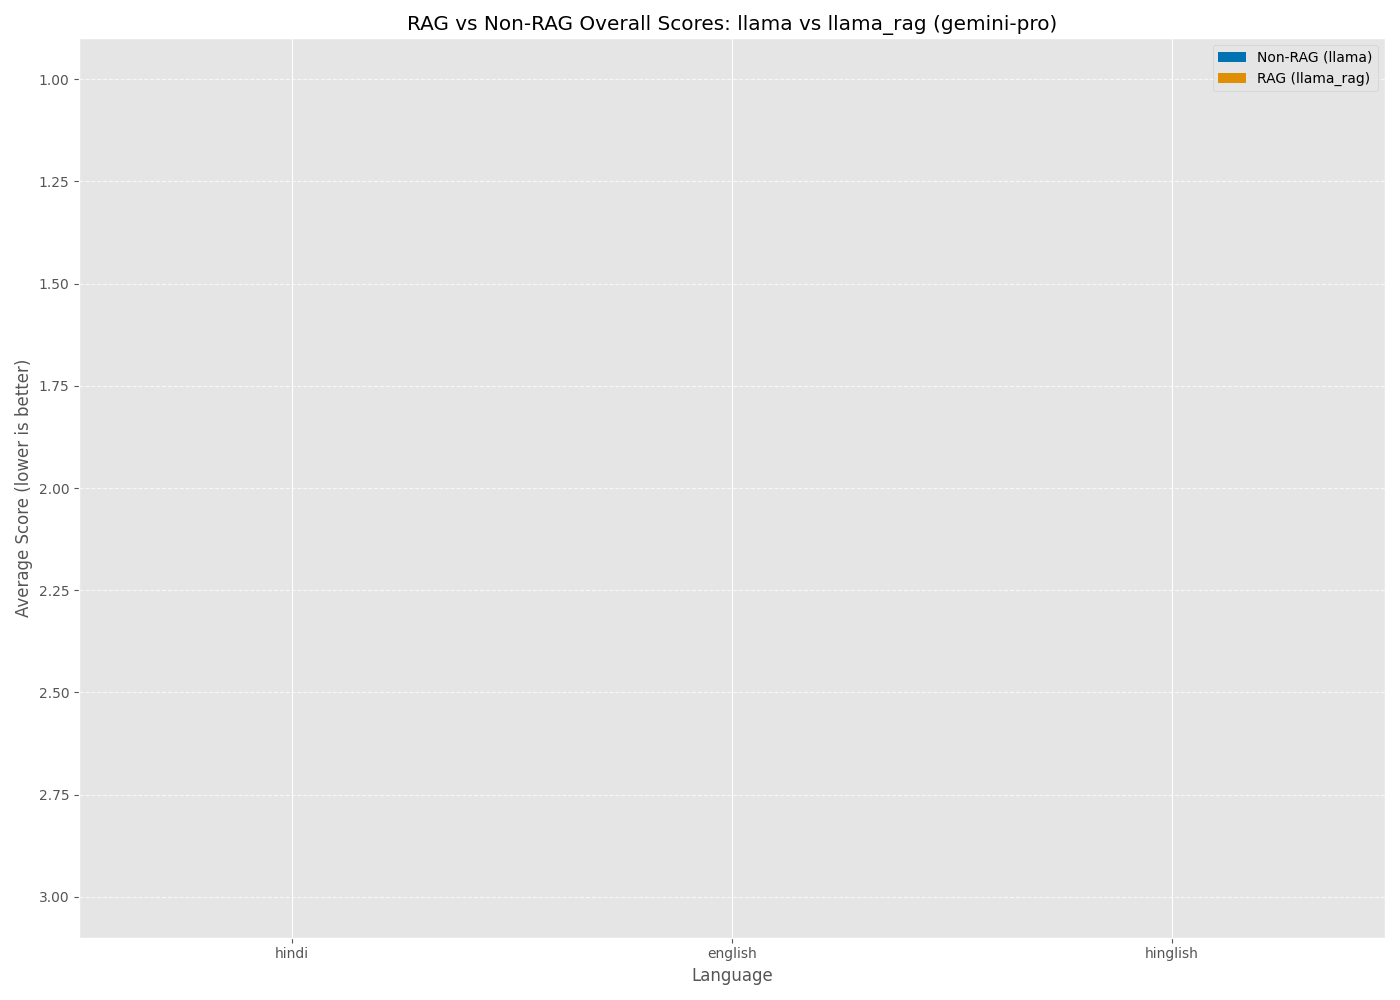 RAG vs Non-RAG Overall Scores: llama vs llama_rag (gemini-pro)
Non-RAG (llama)
RAG (llama_rag)
Average Score (lower is better)
1.00
1.25
1.50
1.75
2.00
2.25
2.50
2.75
3.00
hindi
english
hinglish
Language